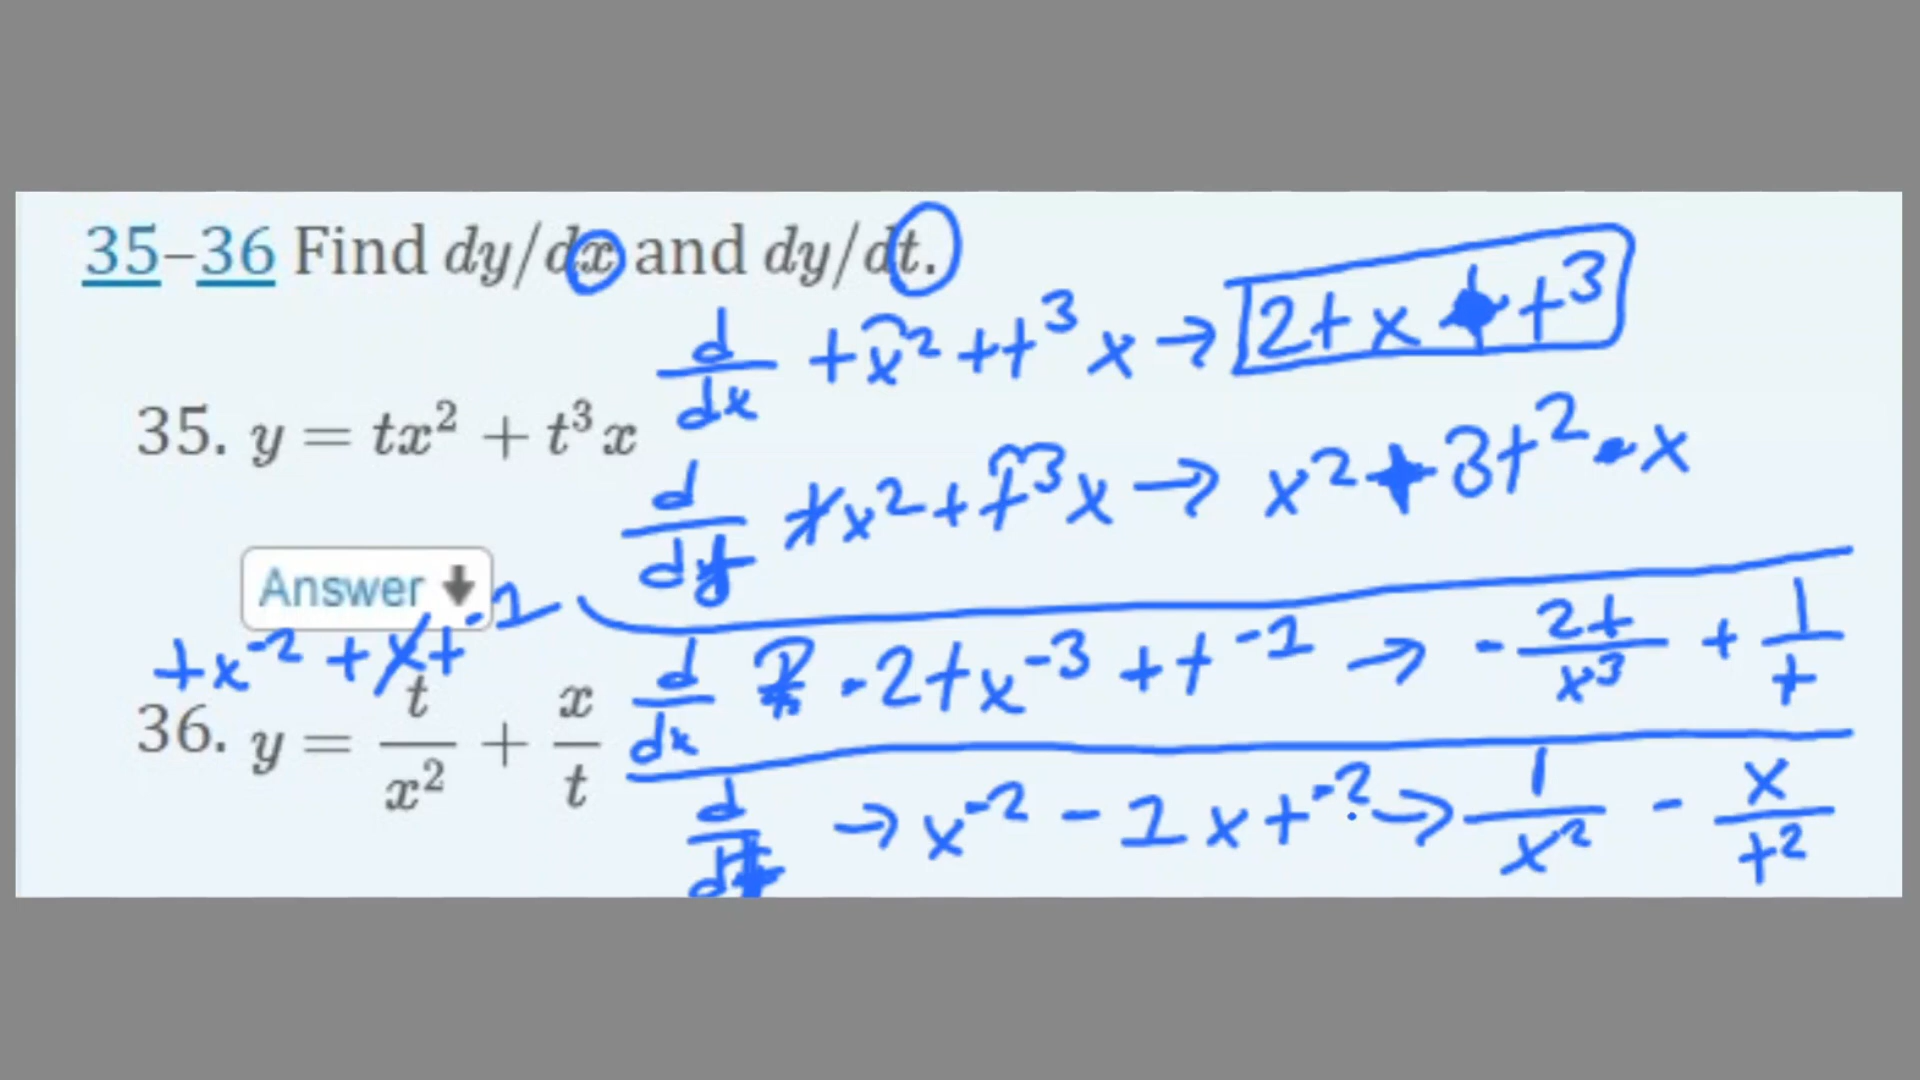 35–36 Find dy/dx and dy/dt.
d/dx tx² + t³x → 2tx + t³
35. y = tx² + t³x
d/dy tx² + t³x → x² + 3t² · x
Answer ↓
tx⁻² + xt⁻¹
36. y = t/x² + x/t
d/dx -2tx⁻³ + t⁻¹ → - 2t/x³ + 1/t
d/dt → x⁻² - 1xt⁻² → 1/x² - x/t²